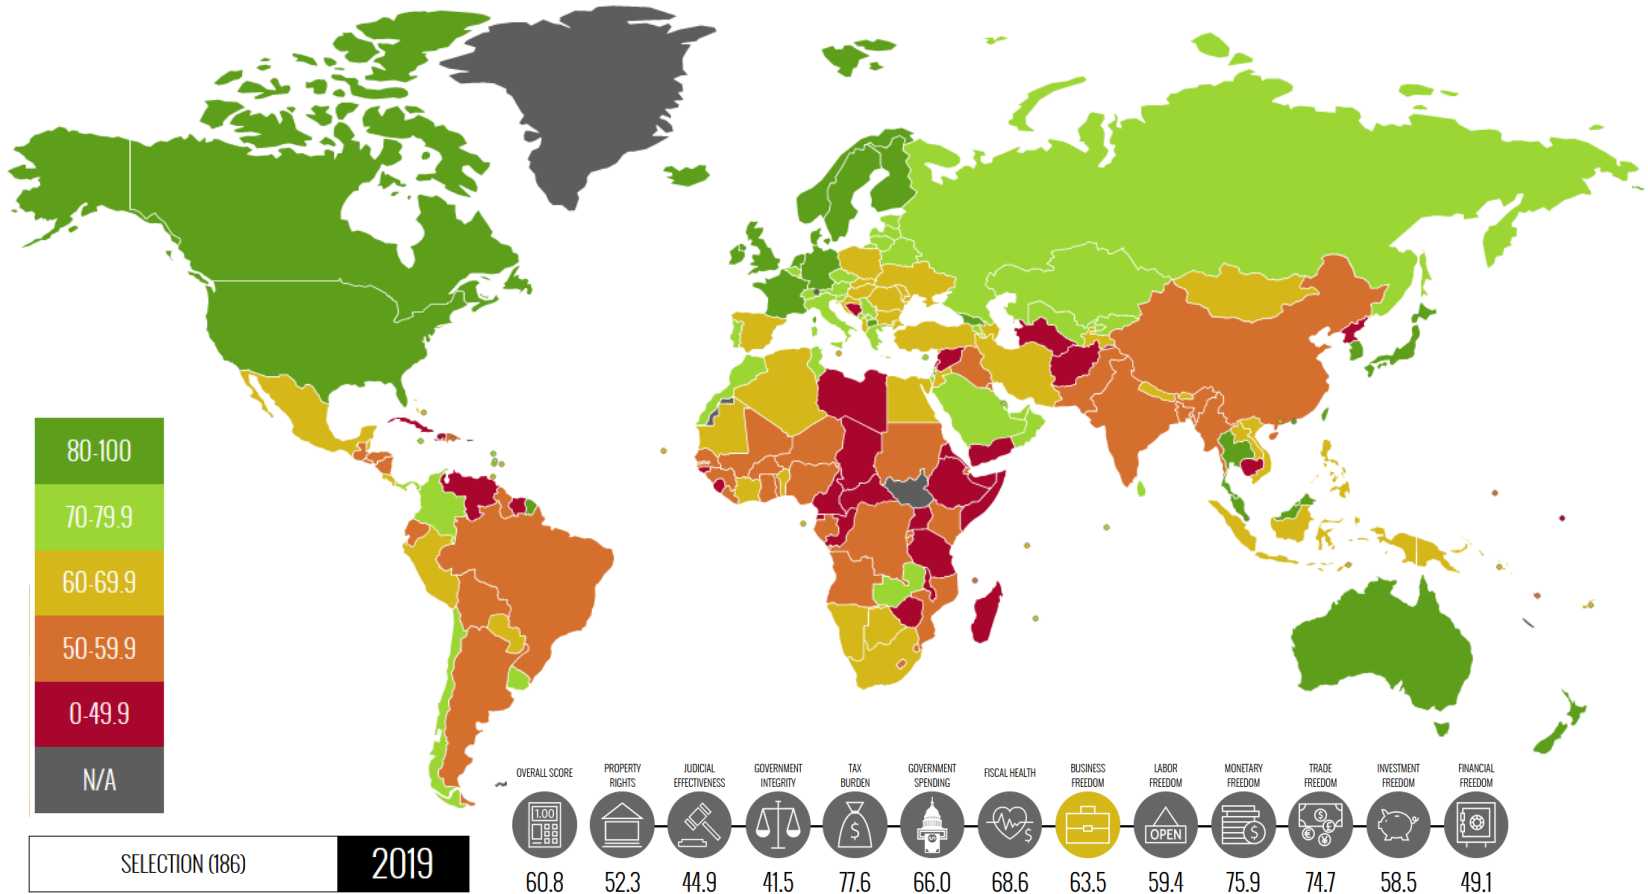 80-100
70-79.9
60-69.9
50-59.9
0-49.9
N/A
SELECTION (186)
2019
OVERALL SCORE
PROPERTY
RIGHTS
JUDICIAL
EFFECTIVENESS
GOVERNMENT
INTEGRITY
TAX
BURDEN
GOVERNMENT
SPENDING
FISCAL HEALTH
BUSINESS
FREEDOM
LABOR
FREEDOM
MONETARY
FREEDOM
TRADE
FREEDOM
INVESTMENT
FREEDOM
FINANCIAL
FREEDOM
1.00
$
$
OPEN
$
$
€
£
¥
60.8
52.3
44.9
41.5
77.6
66.0
68.6
63.5
59.4
75.9
74.7
58.5
49.1